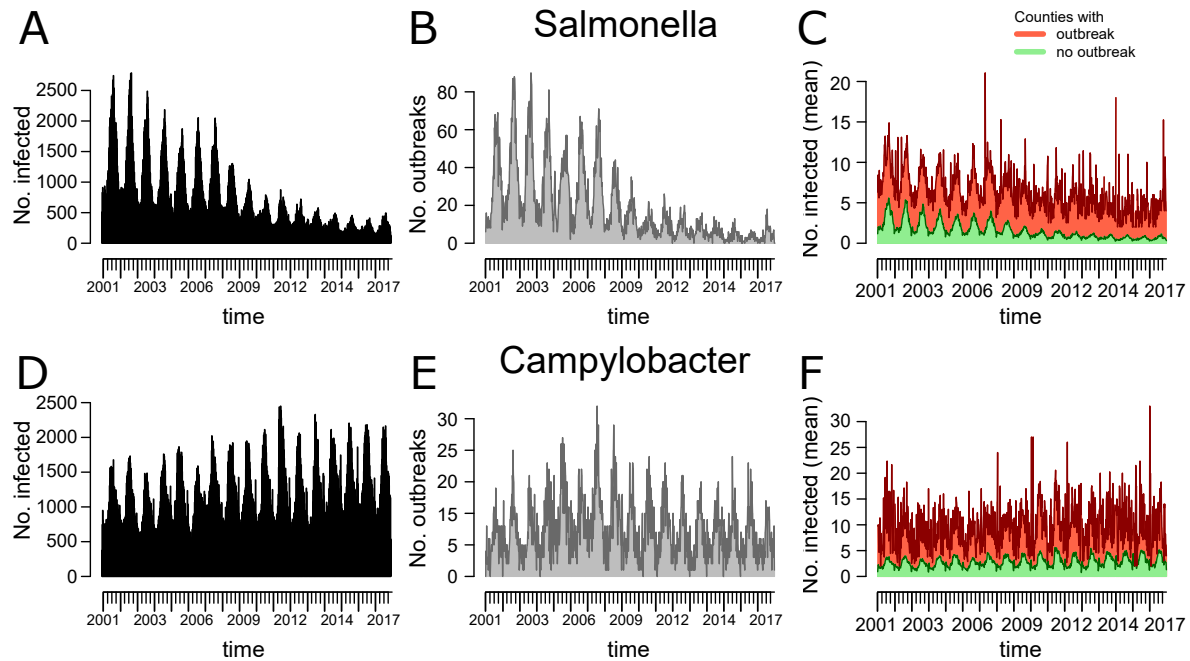 A
B
Salmonella
C
Counties with
outbreak
no outbreak
No. infected
2500
2000
1500
1000
500
0
2001 2003 2006 2009 2012 2014 2017
time
No. outbreaks
80
60
40
20
0
2001 2003 2006 2009 2012 2014 2017
time
No. infected (mean)
20
15
10
5
0
2001 2003 2006 2009 2012 2014 2017
time
D
E
Campylobacter
F
No. infected
2500
2000
1500
1000
500
0
2001 2003 2006 2009 2012 2014 2017
time
No. outbreaks
30
25
20
15
10
5
0
2001 2003 2006 2009 2012 2014 2017
time
No. infected (mean)
30
25
20
15
10
5
0
2001 2003 2006 2009 2012 2014 2017
time